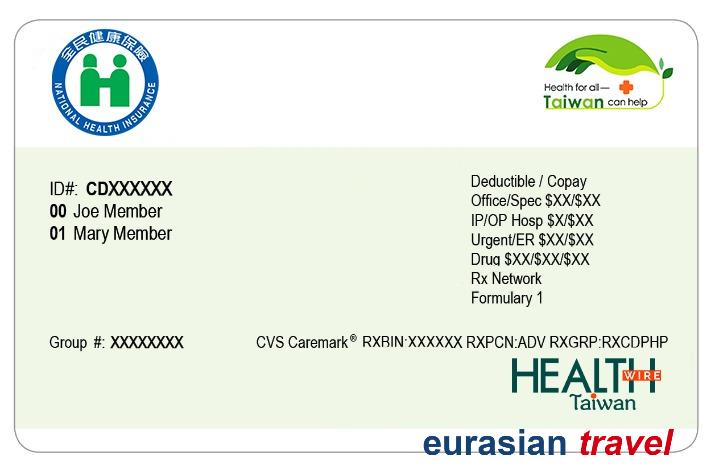 全民健康保險
NATIONAL HEALTH INSURANCE
Health for all—
Taiwan can help
ID#: CDXXXXXX
00 Joe Member
01 Mary Member
Deductible / Copay
Office/Spec $XX/$XX
IP/OP Hosp $X/$XX
Urgent/ER $XX/$XX
Drug $XX/$XX/$XX
Rx Network
Formulary 1
Group #: XXXXXXXX
CVS Caremark® RXBIN:XXXXXX RXPCN:ADV RXGRP:RXCDPHP
HEALTH WIRE
Taiwan
eurasian travel